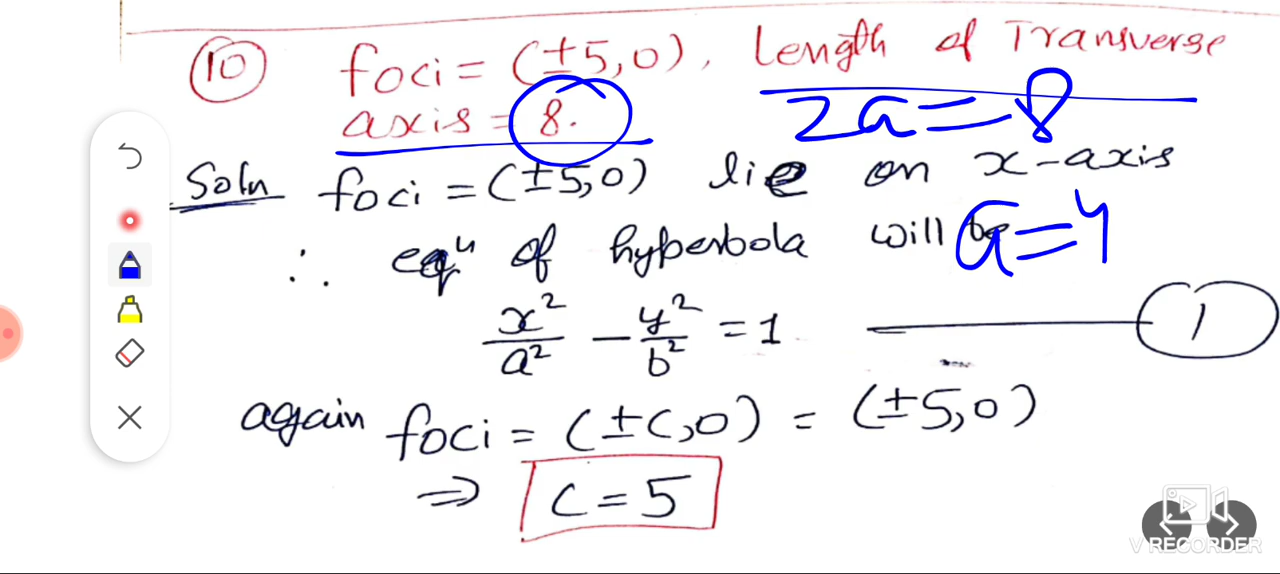 (10) foci = (±5,0), Length of Transverse
axis = 8.
2a = 8
Soln foci = (±5,0) lie on x-axis
∴ eqⁿ of hyperbola will be
a = 4
x²/a² − y²/b² = 1 ——— (1)
again foci = (±c,0) = (±5,0)
⇒ c = 5
V RECORDER